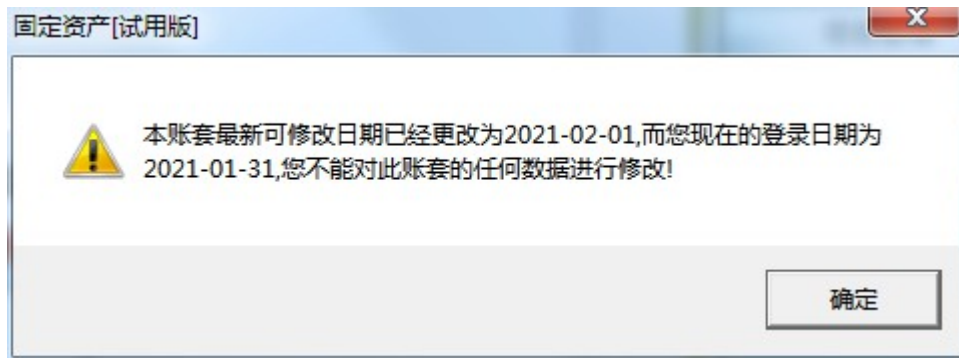 固定资产[试用版]
本账套最新可修改日期已经更改为2021-02-01,而您现在的登录日期为
2021-01-31,您不能对此账套的任何数据进行修改!
确定